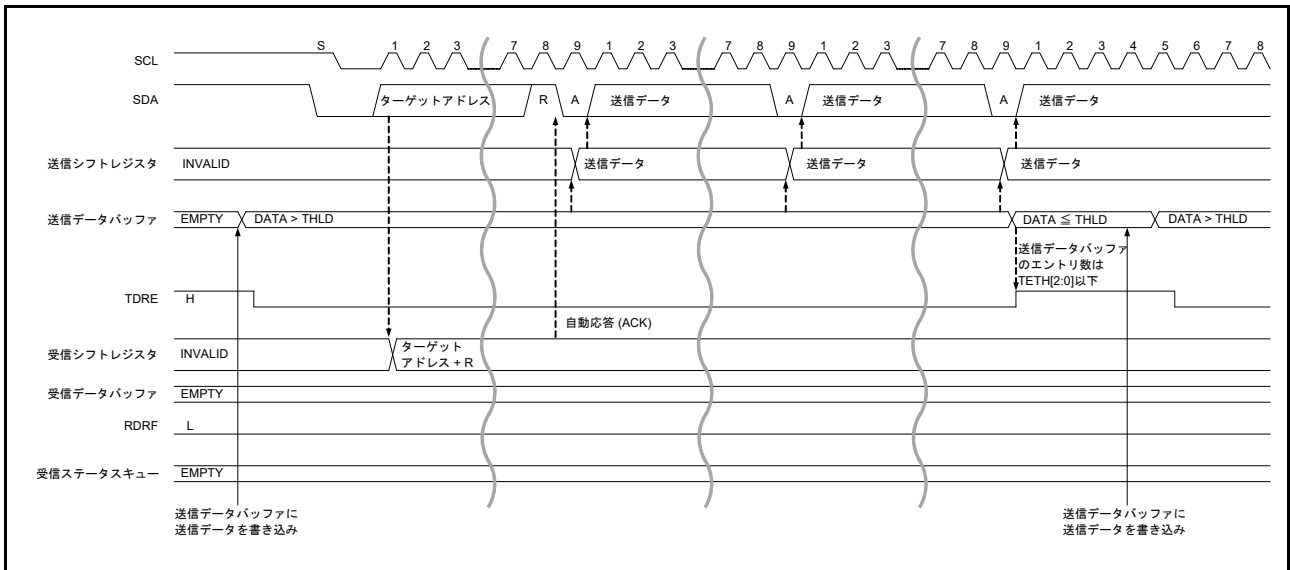 S 1 2 3 7 8 9 1 2 3 7 8 9 1 2 3 7 8 9 1 2 3 4 5 6 7 8
SCL
SDA ターゲットアドレス R A 送信データ A 送信データ A 送信データ
送信シフトレジスタ INVALID 送信データ 送信データ 送信データ
送信データバッファ EMPTY DATA > THLD DATA ≦ THLD DATA > THLD
送信データバッファ
のエントリ数は
TETH[2:0]以下
TDRE H
自動応答 (ACK)
受信シフトレジスタ INVALID ターゲット
アドレス + R
受信データバッファ EMPTY
RDRF L
受信ステータスキュー EMPTY
送信データバッファに
送信データを書き込み
送信データバッファに
送信データを書き込み